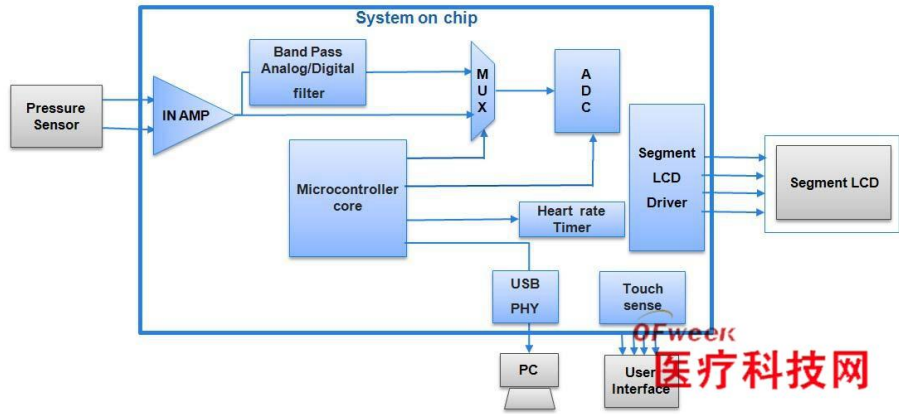 System on chip
Band Pass
Analog/Digital
filter
M
U
X
A
D
C
Pressure
Sensor
IN AMP
Microcontroller
core
Segment
LCD
Driver
Segment LCD
Heart rate
Timer
USB
PHY
Touch
sense
OFweek
医疗科技网
PC
User
Interface